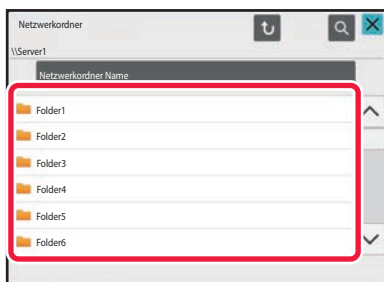 Netzwerkordner
\\Server1
Netzwerkordner Name
Folder1
Folder2
Folder3
Folder4
Folder5
Folder6